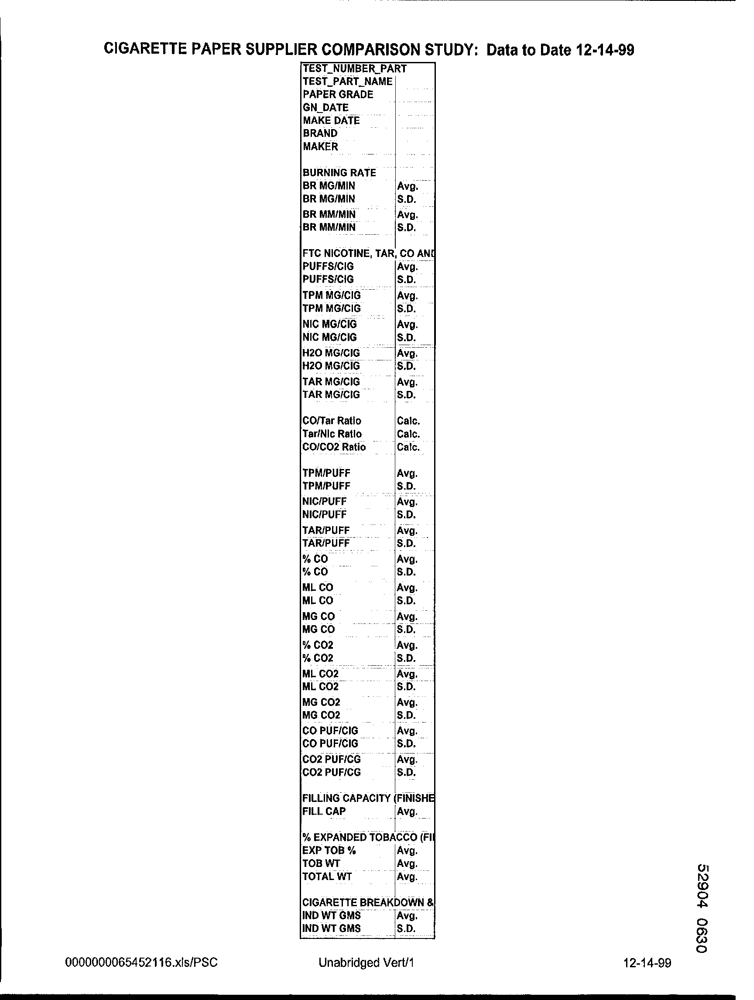 CIGARETTE PAPER SUPPLIER COMPARISON STUDY: Data to Date 12-14-99
TEST_NUMBER_PART
TEST_PART_NAME
PAPER GRADE
GN_DATE
MAKE DATE
BRAND
MAKER
BURNING RATE
BR MG/MIN Avg.
BR MG/MIN S.D.
BR MM/MIN Avg.
BR MM/MIN S.D.
FTC NICOTINE, TAR, CO AND
PUFFS/CIG Avg.
PUFFS/CIG S.D.
TPM MG/CIG Avg.
TPM MG/CIG S.D.
NIC MG/CIG Avg.
NIC MG/CIG S.D.
H2O MG/CIG Avg.
H2O MG/CIG S.D.
TAR MG/CIG Avg.
TAR MG/CIG S.D.
CO/Tar Ratio Calc.
Tar/Nic Ratio Calc.
CO/CO2 Ratio Calc.
TPM/PUFF Avg.
TPM/PUFF S.D.
NIC/PUFF Avg.
NIC/PUFF S.D.
TAR/PUFF Avg.
TAR/PUFF S.D.
% CO Avg.
% CO S.D.
ML CO Avg.
ML CO S.D.
MG CO Avg.
MG CO S.D.
% CO2 Avg.
% CO2 S.D.
ML CO2 Avg.
ML CO2 S.D.
MG CO2 Avg.
MG CO2 S.D.
CO PUF/CIG Avg.
CO PUF/CIG S.D.
CO2 PUF/CG Avg.
CO2 PUF/CG S.D.
FILLING CAPACITY (FINISHE
FILL CAP Avg.
% EXPANDED TOBACCO (FII
EXP TOB % Avg.
TOB WT Avg.
TOTAL WT Avg.
CIGARETTE BREAKDOWN &
IND WT GMS Avg.
IND WT GMS S.D.
52904 0630
0000000065452116.xls/PSC Unabridged Vert/1 12-14-99